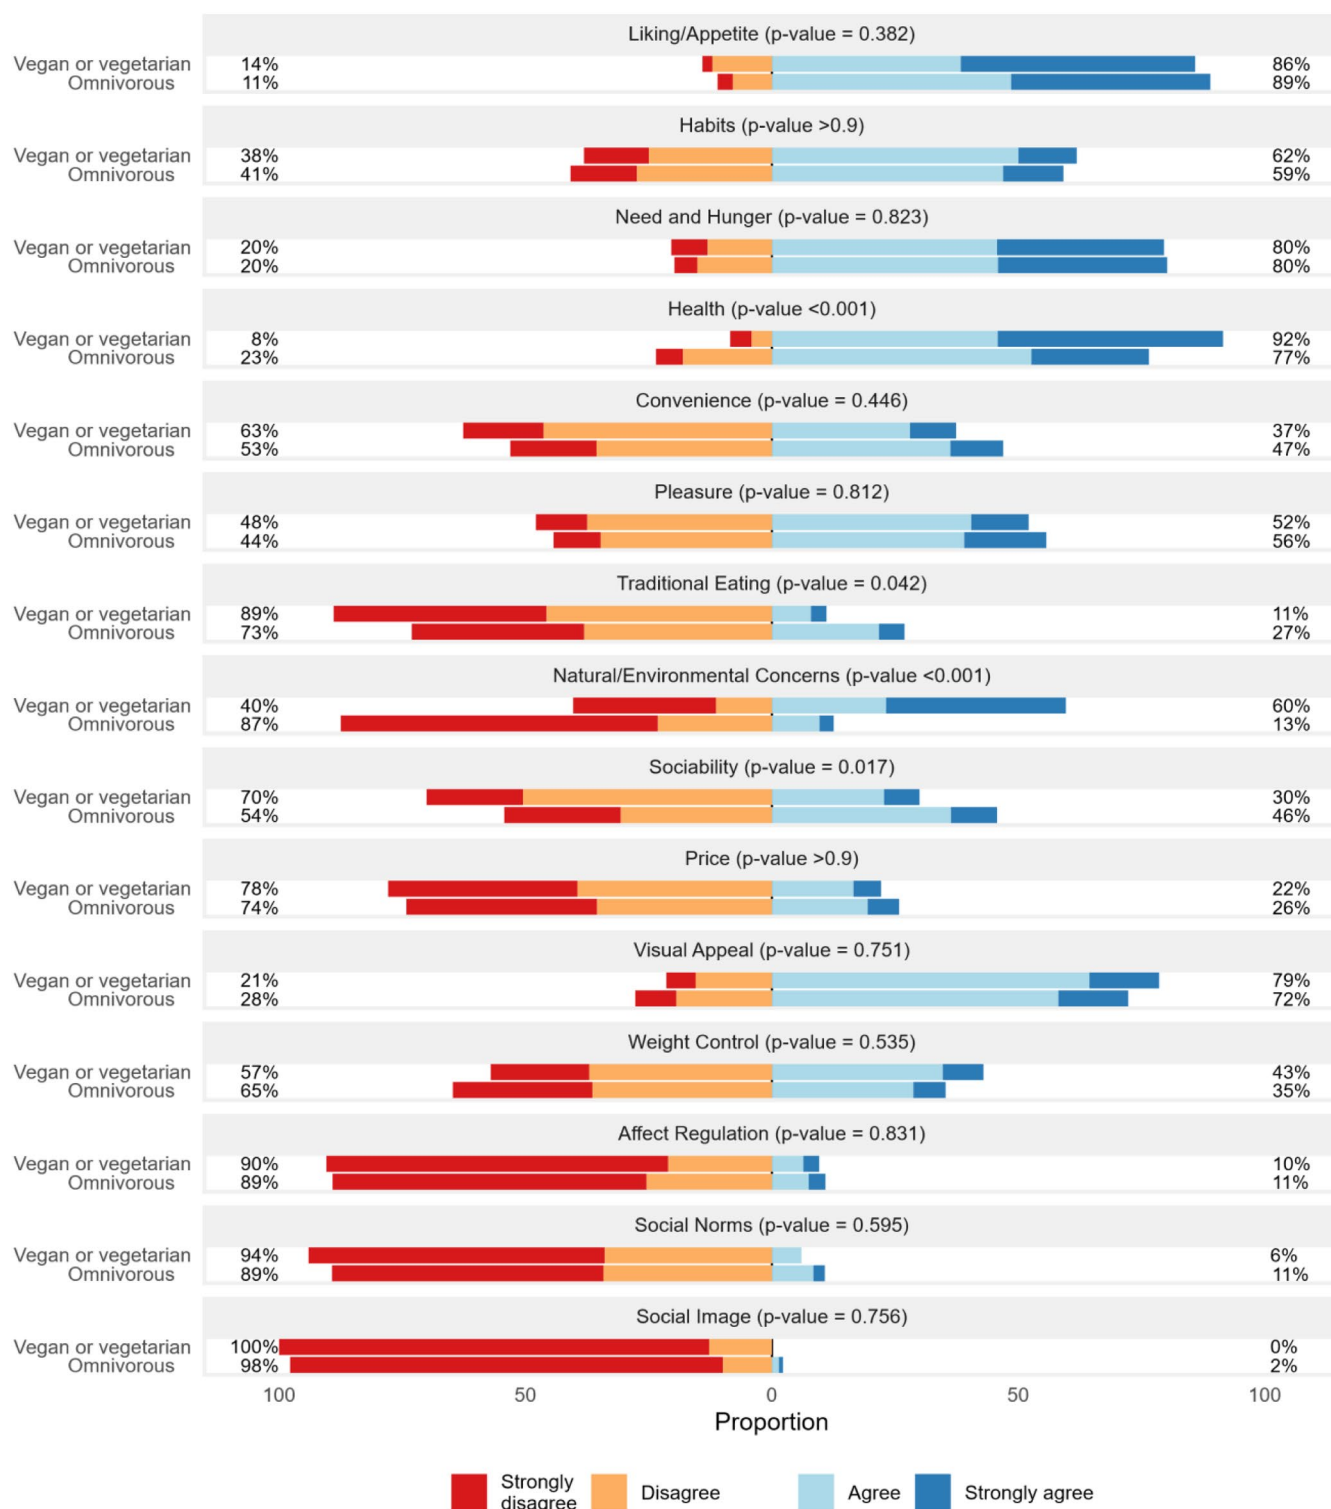 Liking/Appetite (p-value = 0.382)
Vegan or vegetarian 14% 86%
Omnivorous 11% 89%
Habits (p-value >0.9)
Vegan or vegetarian 38% 62%
Omnivorous 41% 59%
Need and Hunger (p-value = 0.823)
Vegan or vegetarian 20% 80%
Omnivorous 20% 80%
Health (p-value <0.001)
Vegan or vegetarian 8% 92%
Omnivorous 23% 77%
Convenience (p-value = 0.446)
Vegan or vegetarian 63% 37%
Omnivorous 53% 47%
Pleasure (p-value = 0.812)
Vegan or vegetarian 48% 52%
Omnivorous 44% 56%
Traditional Eating (p-value = 0.042)
Vegan or vegetarian 89% 11%
Omnivorous 73% 27%
Natural/Environmental Concerns (p-value <0.001)
Vegan or vegetarian 40% 60%
Omnivorous 87% 13%
Sociability (p-value = 0.017)
Vegan or vegetarian 70% 30%
Omnivorous 54% 46%
Price (p-value >0.9)
Vegan or vegetarian 78% 22%
Omnivorous 74% 26%
Visual Appeal (p-value = 0.751)
Vegan or vegetarian 21% 79%
Omnivorous 28% 72%
Weight Control (p-value = 0.535)
Vegan or vegetarian 57% 43%
Omnivorous 65% 35%
Affect Regulation (p-value = 0.831)
Vegan or vegetarian 90% 10%
Omnivorous 89% 11%
Social Norms (p-value = 0.595)
Vegan or vegetarian 94% 6%
Omnivorous 89% 11%
Social Image (p-value = 0.756)
Vegan or vegetarian 100% 0%
Omnivorous 98% 2%
100 50 0 50 100
Proportion
Strongly
disagree Disagree Agree Strongly agree